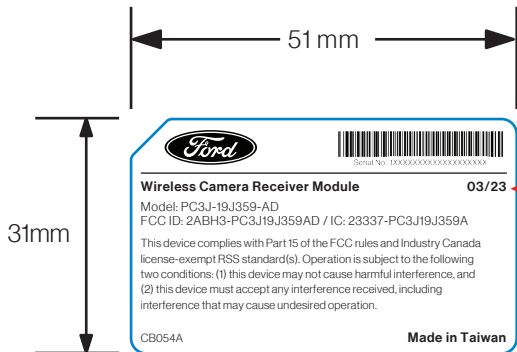 51 mm
31mm
Ford
Serial No.: 1XXXXXXXXXXXXXXXXXXX
Wireless Camera Receiver Module 03/23
Model: PC3J-19J359-AD
FCC ID: 2ABH3-PC3J19J359AD / IC: 23337-PC3J19J359A
This device complies with Part 15 of the FCC rules and Industry Canada
license-exempt RSS standard(s). Operation is subject to the following
two conditions: (1) this device may not cause harmful interference, and
(2) this device must accept any interference received, including
interference that may cause undesired operation.
CB054A Made in Taiwan